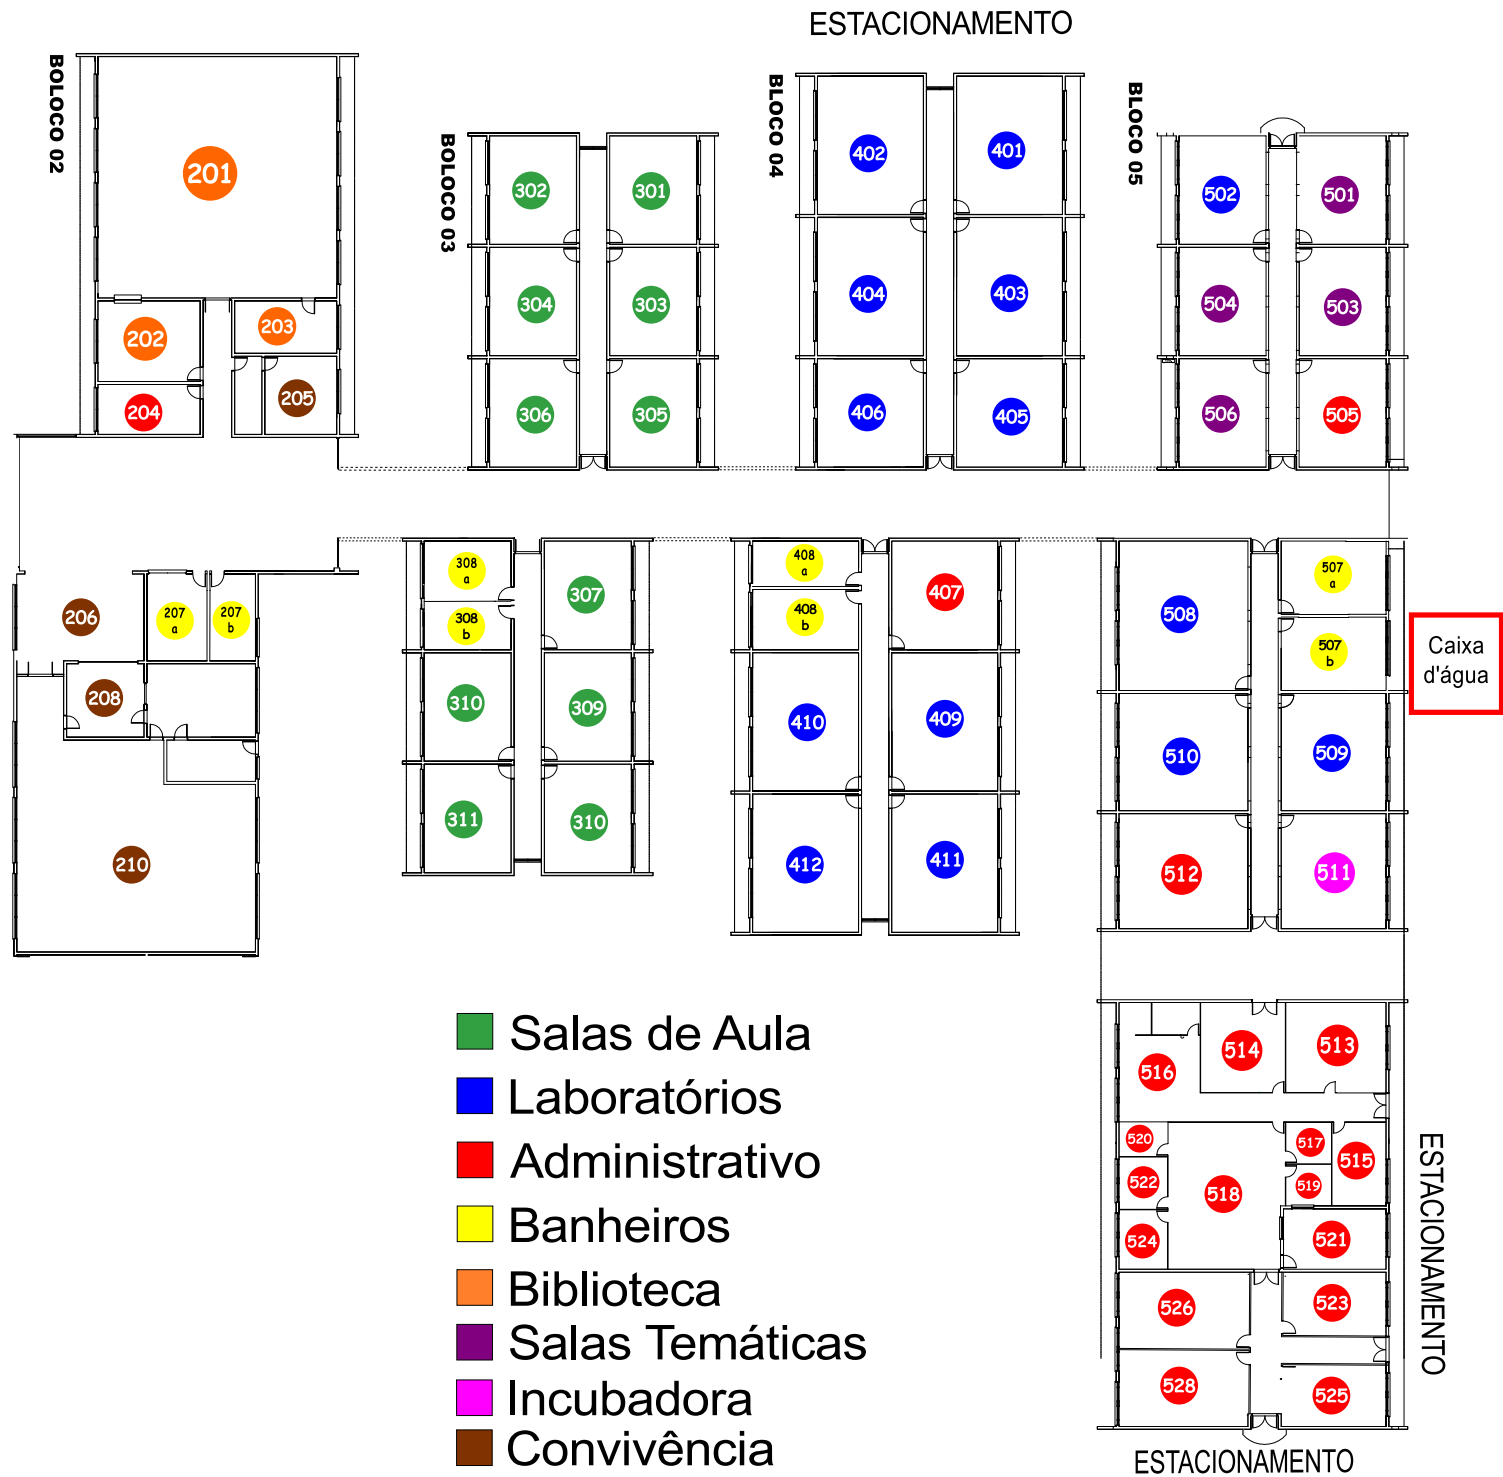 ESTACIONAMENTO
BOLOCO 02
BOLOCO 03
BLOCO 04
BLOCO 05
201
202
203
204
205
302
301
304
303
306
305
402
401
404
403
406
405
502
501
504
503
506
505
206
207
a
207
b
208
210
308
a
308
b
307
310
309
311
310
408
a
408
b
407
410
409
412
411
508
507
a
507
b
510
509
512
511
Caixa
d'água
516
514
513
520
517
515
522
518
519
524
521
526
523
528
525
ESTACIONAMENTO
ESTACIONAMENTO
Salas de Aula
Laboratórios
Administrativo
Banheiros
Biblioteca
Salas Temáticas
Incubadora
Convivência